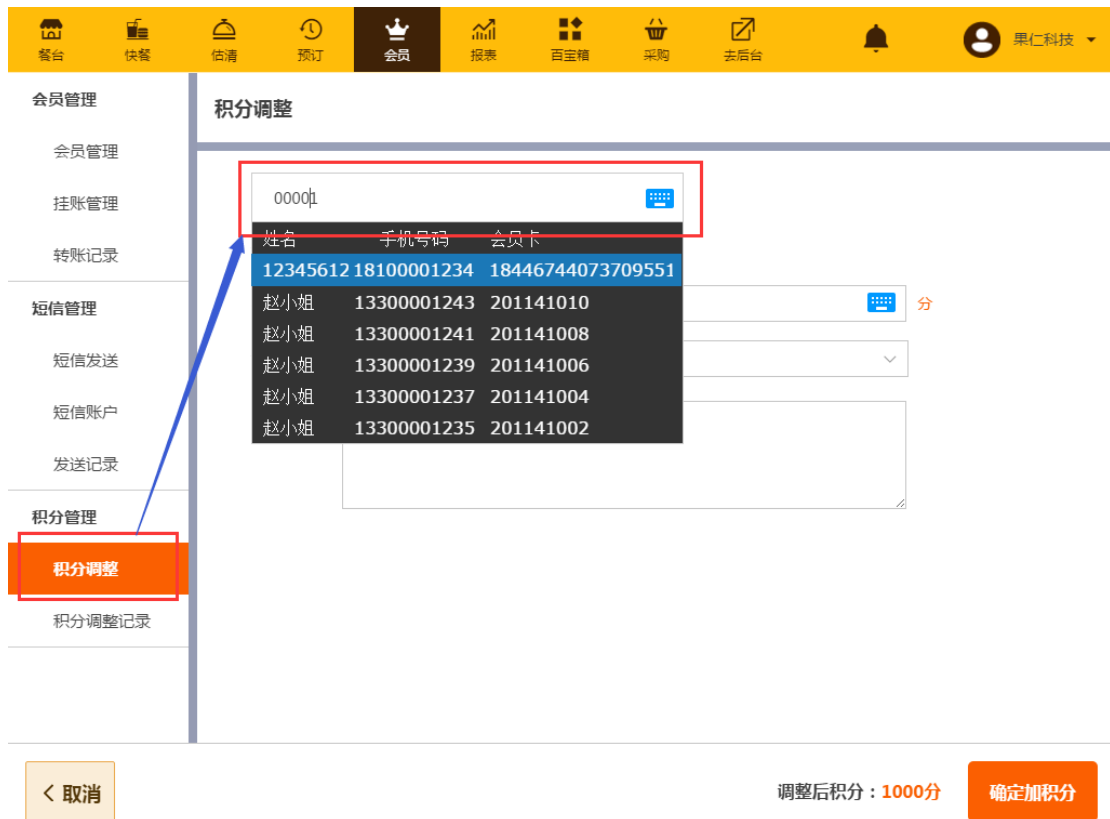 餐台 快餐 估清 预订 会员 报表 百宝箱 采购 去后台 果仁科技
会员管理
会员管理
挂账管理
转账记录
短信管理
短信发送
短信账户
发送记录
积分管理
积分调整
积分调整记录
积分调整
00001
姓名 手机号码 会员卡
12345612 18100001234 18446744073709551
赵小姐 13300001243 201141010
赵小姐 13300001241 201141008
赵小姐 13300001239 201141006
赵小姐 13300001237 201141004
赵小姐 13300001235 201141002
分
取消
调整后积分：1000分
确定加积分